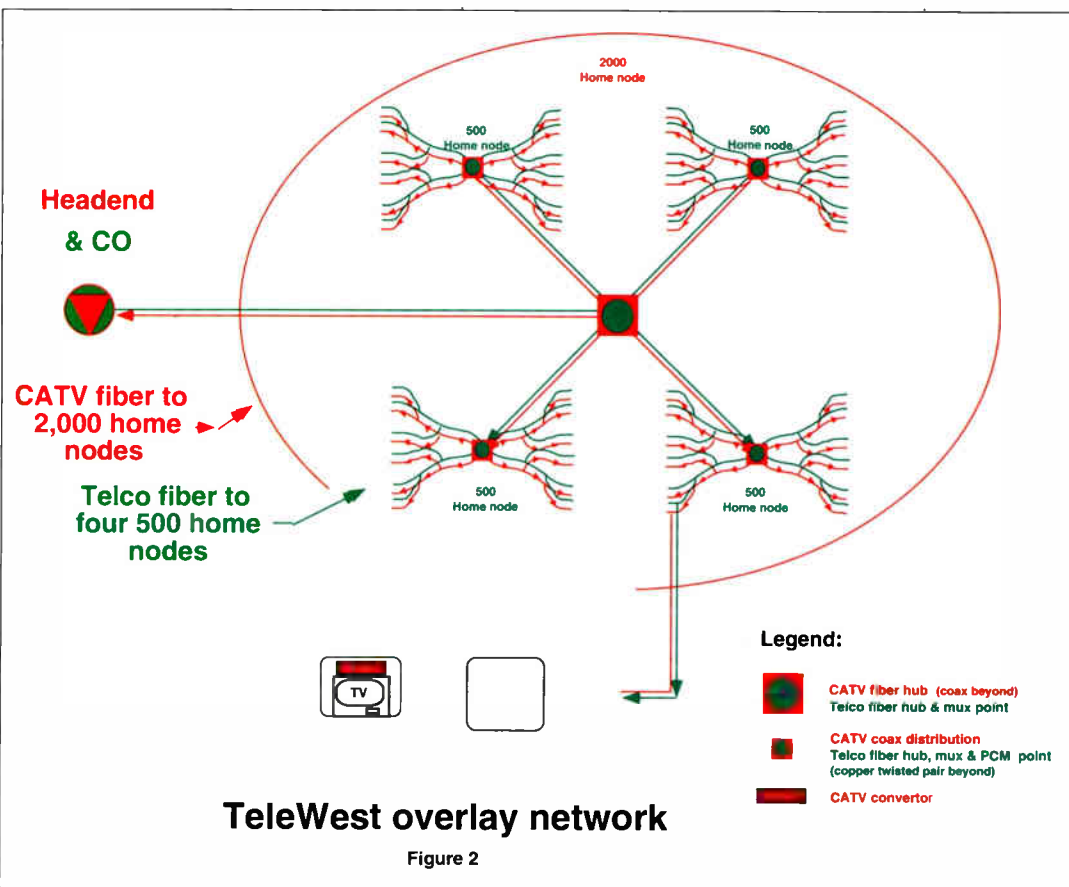 2000
Home node
500
Home node
500
Home node
Headend
& CO
CATV fiber to
2,000 home
nodes
Telco fiber to
four 500 home
nodes
500
Home node
500
Home node
TV
Legend:
CATV fiber hub (coax beyond)
Telco fiber hub & mux point
CATV coax distribution
Telco fiber hub, mux & PCM point
(copper twisted pair beyond)
CATV convertor
TeleWest overlay network
Figure 2